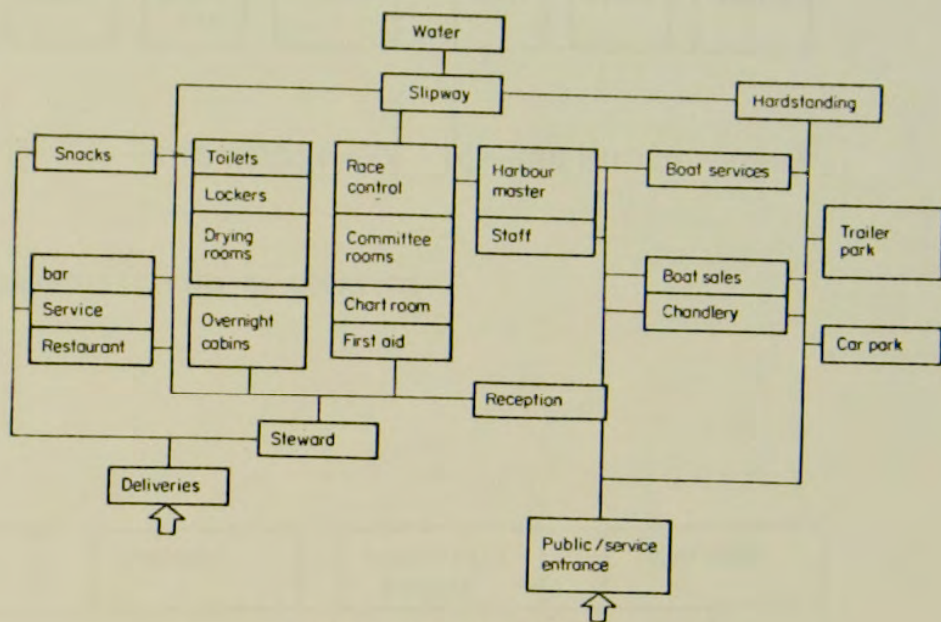 Water
Slipway
Hardstanding
Snacks
Toilets
Lockers
Drying
rooms
Race
control
Committee
rooms
Chart room
First aid
Harbour
master
Staff
Boat services
Trailer
park
bar
Service
Restaurant
Overnight
cabins
Boat sales
Chandlery
Car park
Reception
Steward
Deliveries
Public/service
entrance